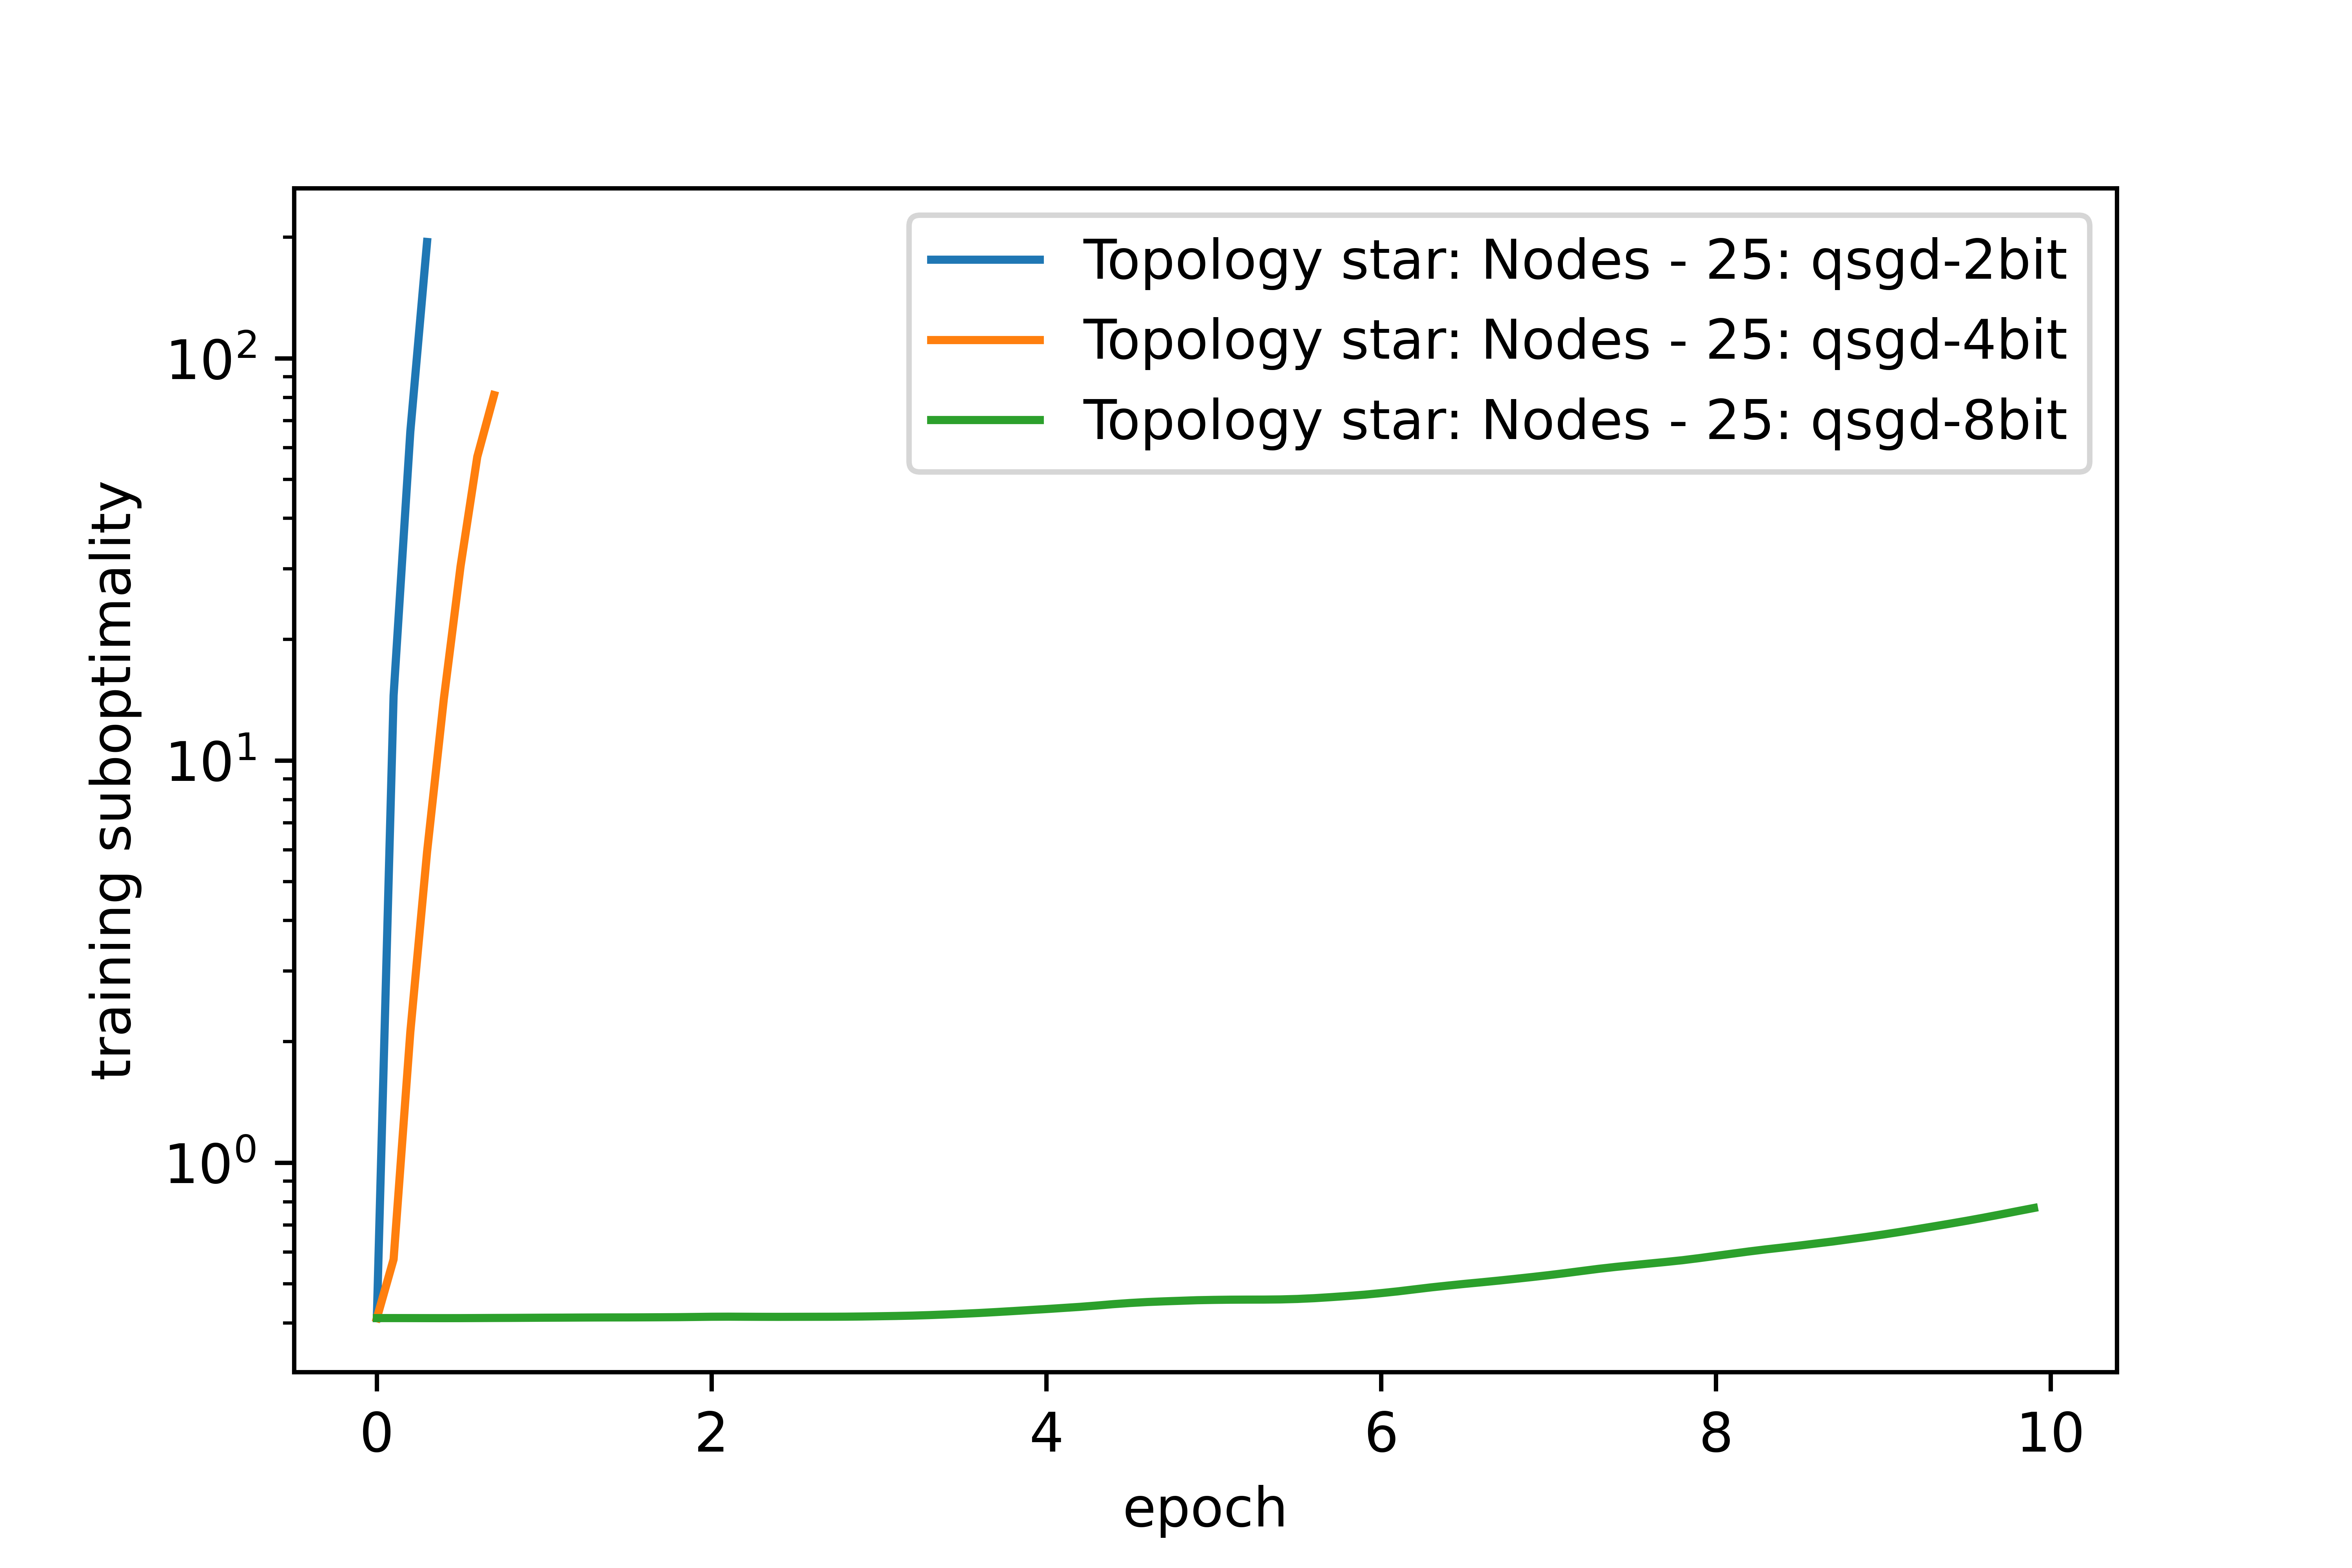 Topology star: Nodes - 25: qsgd-2bit
Topology star: Nodes - 25: qsgd-4bit
Topology star: Nodes - 25: qsgd-8bit
training suboptimality
10²
10¹
10⁰
0 2 4 6 8 10
epoch